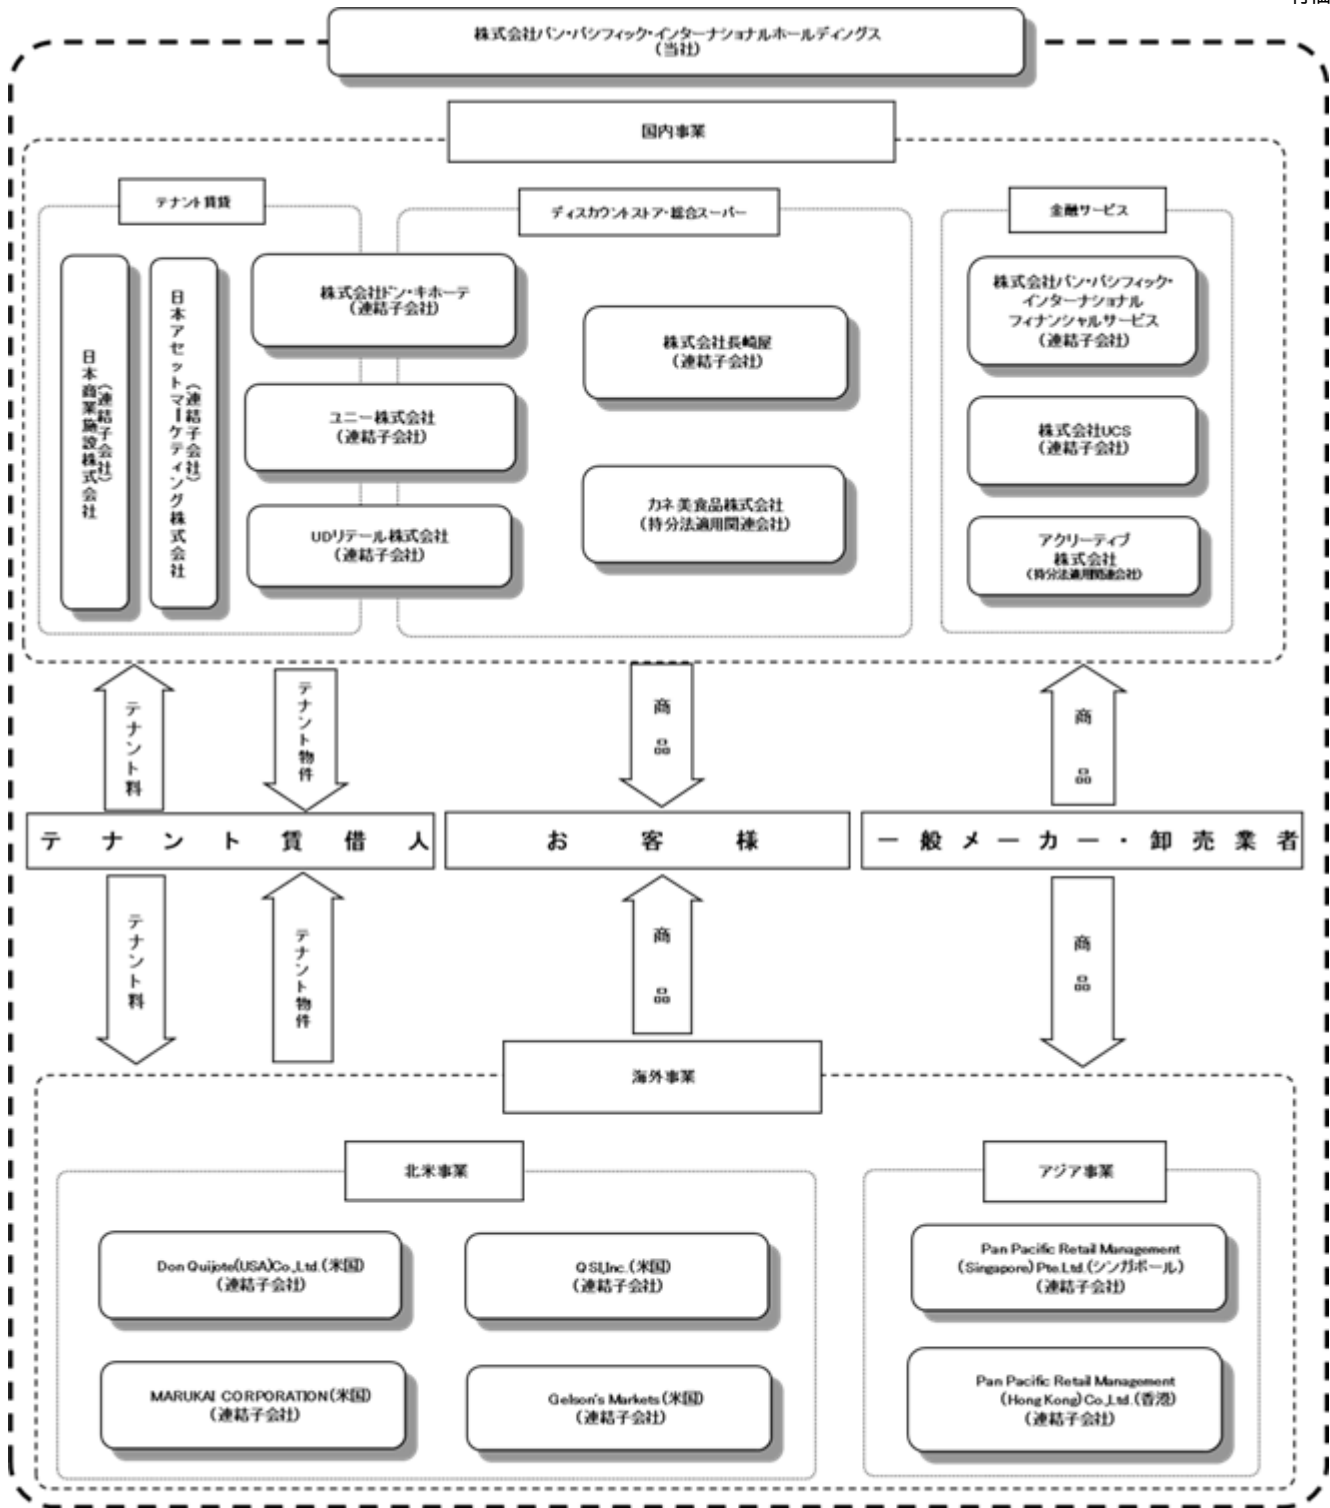 株式会社パン・パシフィック・インターナショナルホールディングス
(当社)
国内事業
テナント賃貸
ディスカウントストア・総合スーパー
金融サービス
日本商業施設株式会社
(連結子会社)
日本アセットマーケティング株式会社
(連結子会社)
株式会社ドン・キホーテ
(連結子会社)
ユニー株式会社
(連結子会社)
UDリテール株式会社
(連結子会社)
株式会社長崎屋
(連結子会社)
カネ美食品株式会社
(持分法適用関連会社)
株式会社パン・パシフィック・
インターナショナル
フィナンシャルサービス
(連結子会社)
株式会社UCS
(連結子会社)
アクリーティブ
株式会社
(持分法適用関連会社)
テナント料
テナント物件
商品
商品
テナント賃借人
お客様
一般メーカー・卸売業者
テナント料
テナント物件
商品
商品
海外事業
北米事業
アジア事業
Don Quijote(USA)Co.,Ltd.(米国)
(連結子会社)
QSI,Inc.(米国)
(連結子会社)
MARUKAI CORPORATION(米国)
(連結子会社)
Gelson's Markets(米国)
(連結子会社)
Pan Pacific Retail Management
(Singapore)Pte.Ltd.(シンガポール)
(連結子会社)
Pan Pacific Retail Management
(Hong Kong)Co.,Ltd.(香港)
(連結子会社)